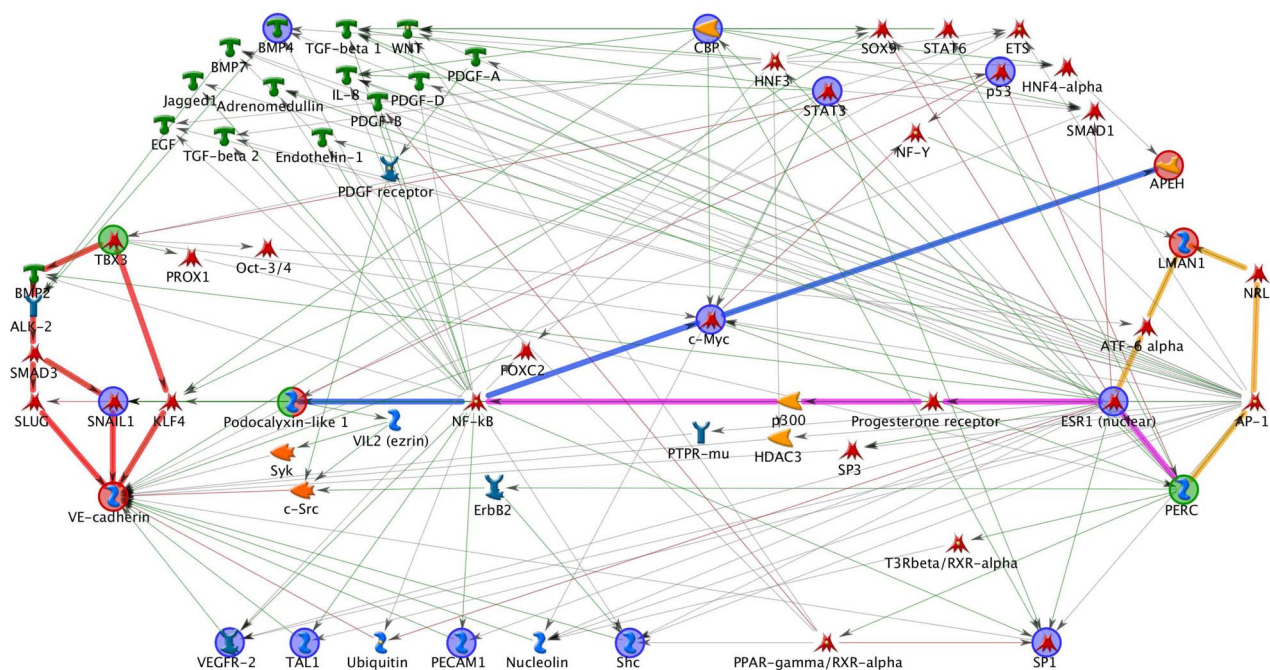 BMP4
TGF-beta 1
WNT
CBP
SOX9
STAT6
ETS
BMP7
PDGF-A
HNF3
HNF4-alpha
Jagged1
Adrenomedullin
IL-8
PDGF-D
PDGF-B
STAT3
p53
SMAD1
EGF
TGF-beta 2
Endothelin-1
NF-Y
PDGF receptor
APEH
TBX3
PROX1
Oct-3/4
LMAN1
BMP2
NRL
ALK-2
c-Myc
ATF-6 alpha
SMAD3
FOXC2
SLUG
SNAIL1
KLF4
Podocalyxin-like 1
NF-kB
p300
Progesterone receptor
ESR1 (nuclear)
AP-1
VIL2 (ezrin)
PTPR-mu
HDAC3
SP3
Syk
VE-cadherin
c-Src
ErbB2
PERC
T3Rbeta/RXR-alpha
VEGFR-2
TAL1
Ubiquitin
PECAM1
Nucleolin
Shc
PPAR-gamma/RXR-alpha
SP1